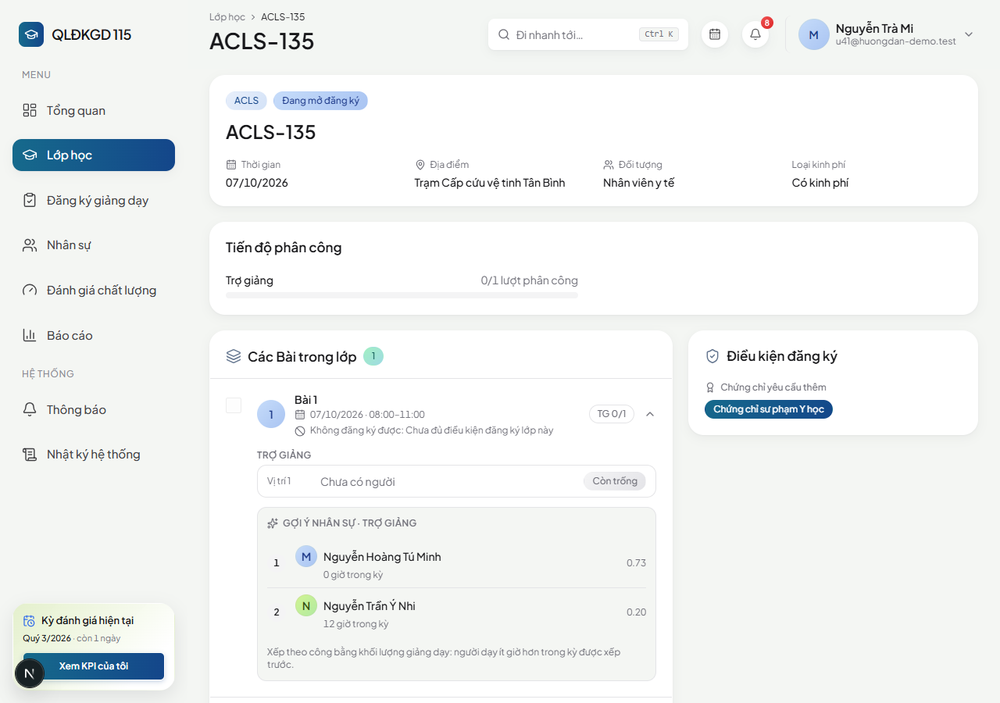 QLĐKGD 115
MENU
Tổng quan
Lớp học
Đăng ký giảng dạy
Nhân sự
Đánh giá chất lượng
Báo cáo
HỆ THỐNG
Thông báo
Nhật ký hệ thống
Kỳ đánh giá hiện tại
Quý 3/2026 · còn 1 ngày
Xem KPI của tôi
N
Lớp học > ACLS-135
ACLS-135
Đi nhanh tới...
Ctrl K
8
M
Nguyễn Trà Mi
u41@huongdan-demo.test
ACLS
Đang mở đăng ký
ACLS-135
Thời gian
07/10/2026
Địa điểm
Trạm Cấp cứu vệ tinh Tân Bình
Đối tượng
Nhân viên y tế
Loại kinh phí
Có kinh phí
Tiến độ phân công
Trợ giảng
0/1 lượt phân công
Các Bài trong lớp 1
1
Bài 1
07/10/2026 · 08:00–11:00
Không đăng ký được: Chưa đủ điều kiện đăng ký lớp này
TG 0/1
TRỢ GIẢNG
Vị trí 1
Chưa có người
Còn trống
GỢI Ý NHÂN SỰ · TRỢ GIẢNG
1
M
Nguyễn Hoàng Tú Minh
0 giờ trong kỳ
0.73
2
N
Nguyễn Trần Ý Nhi
12 giờ trong kỳ
0.20
Xếp theo công bằng khối lượng giảng dạy: người dạy ít giờ hơn trong kỳ được xếp
trước.
Điều kiện đăng ký
Chứng chỉ yêu cầu thêm
Chứng chỉ sư phạm Y học